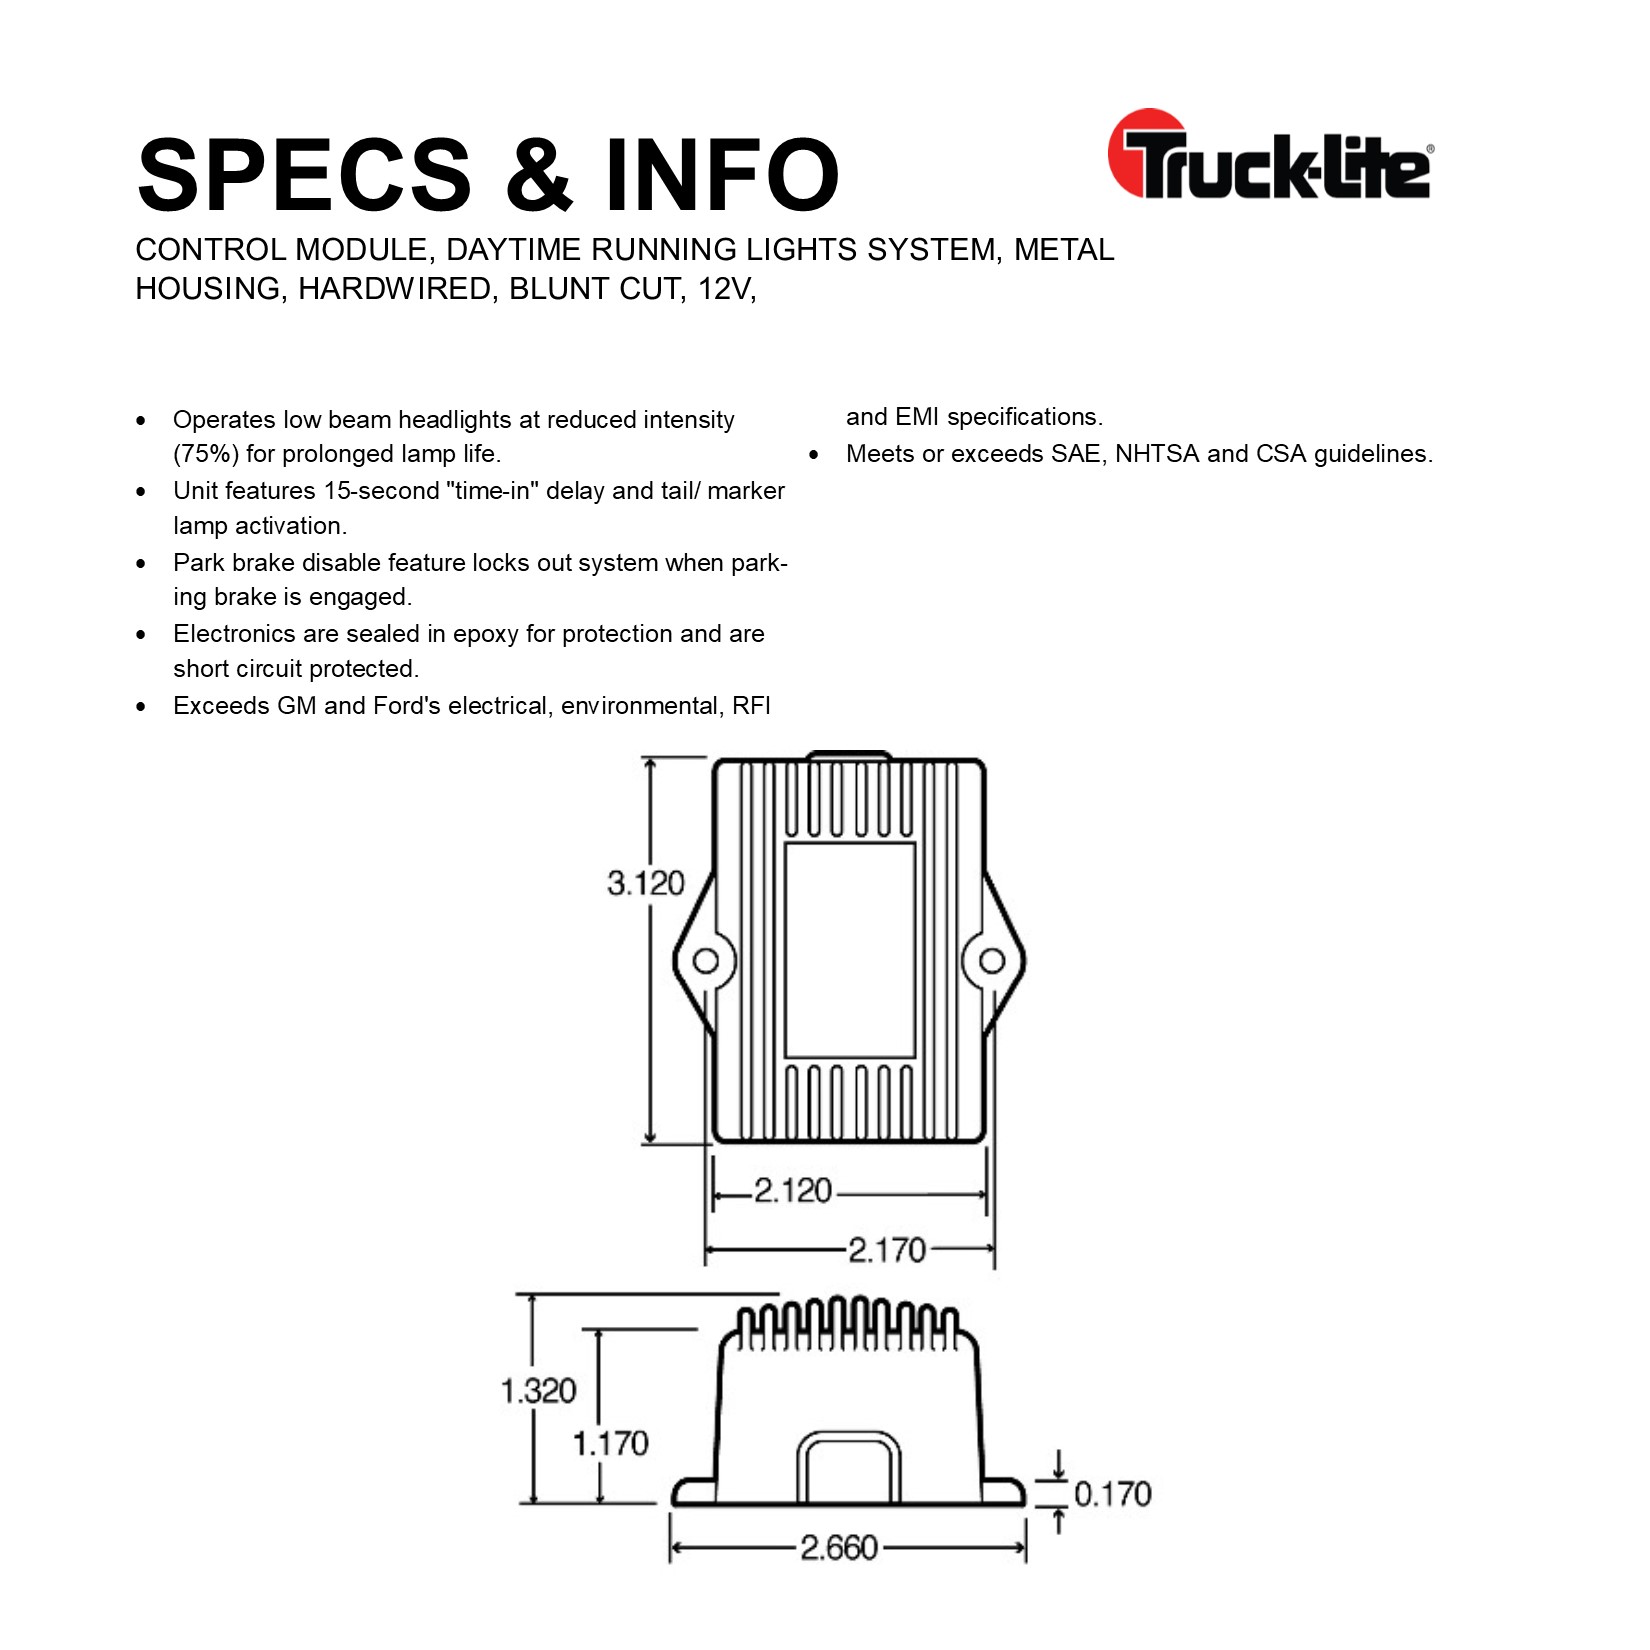 SPECS & INFO
Truck-Lite®
CONTROL MODULE, DAYTIME RUNNING LIGHTS SYSTEM, METAL
HOUSING, HARDWIRED, BLUNT CUT, 12V,
• Operates low beam headlights at reduced intensity
(75%) for prolonged lamp life.
• Unit features 15-second "time-in" delay and tail/ marker
lamp activation.
• Park brake disable feature locks out system when park-
ing brake is engaged.
• Electronics are sealed in epoxy for protection and are
short circuit protected.
• Exceeds GM and Ford's electrical, environmental, RFI
and EMI specifications.
• Meets or exceeds SAE, NHTSA and CSA guidelines.
3.120
2.120
2.170
1.320
1.170
0.170
2.660